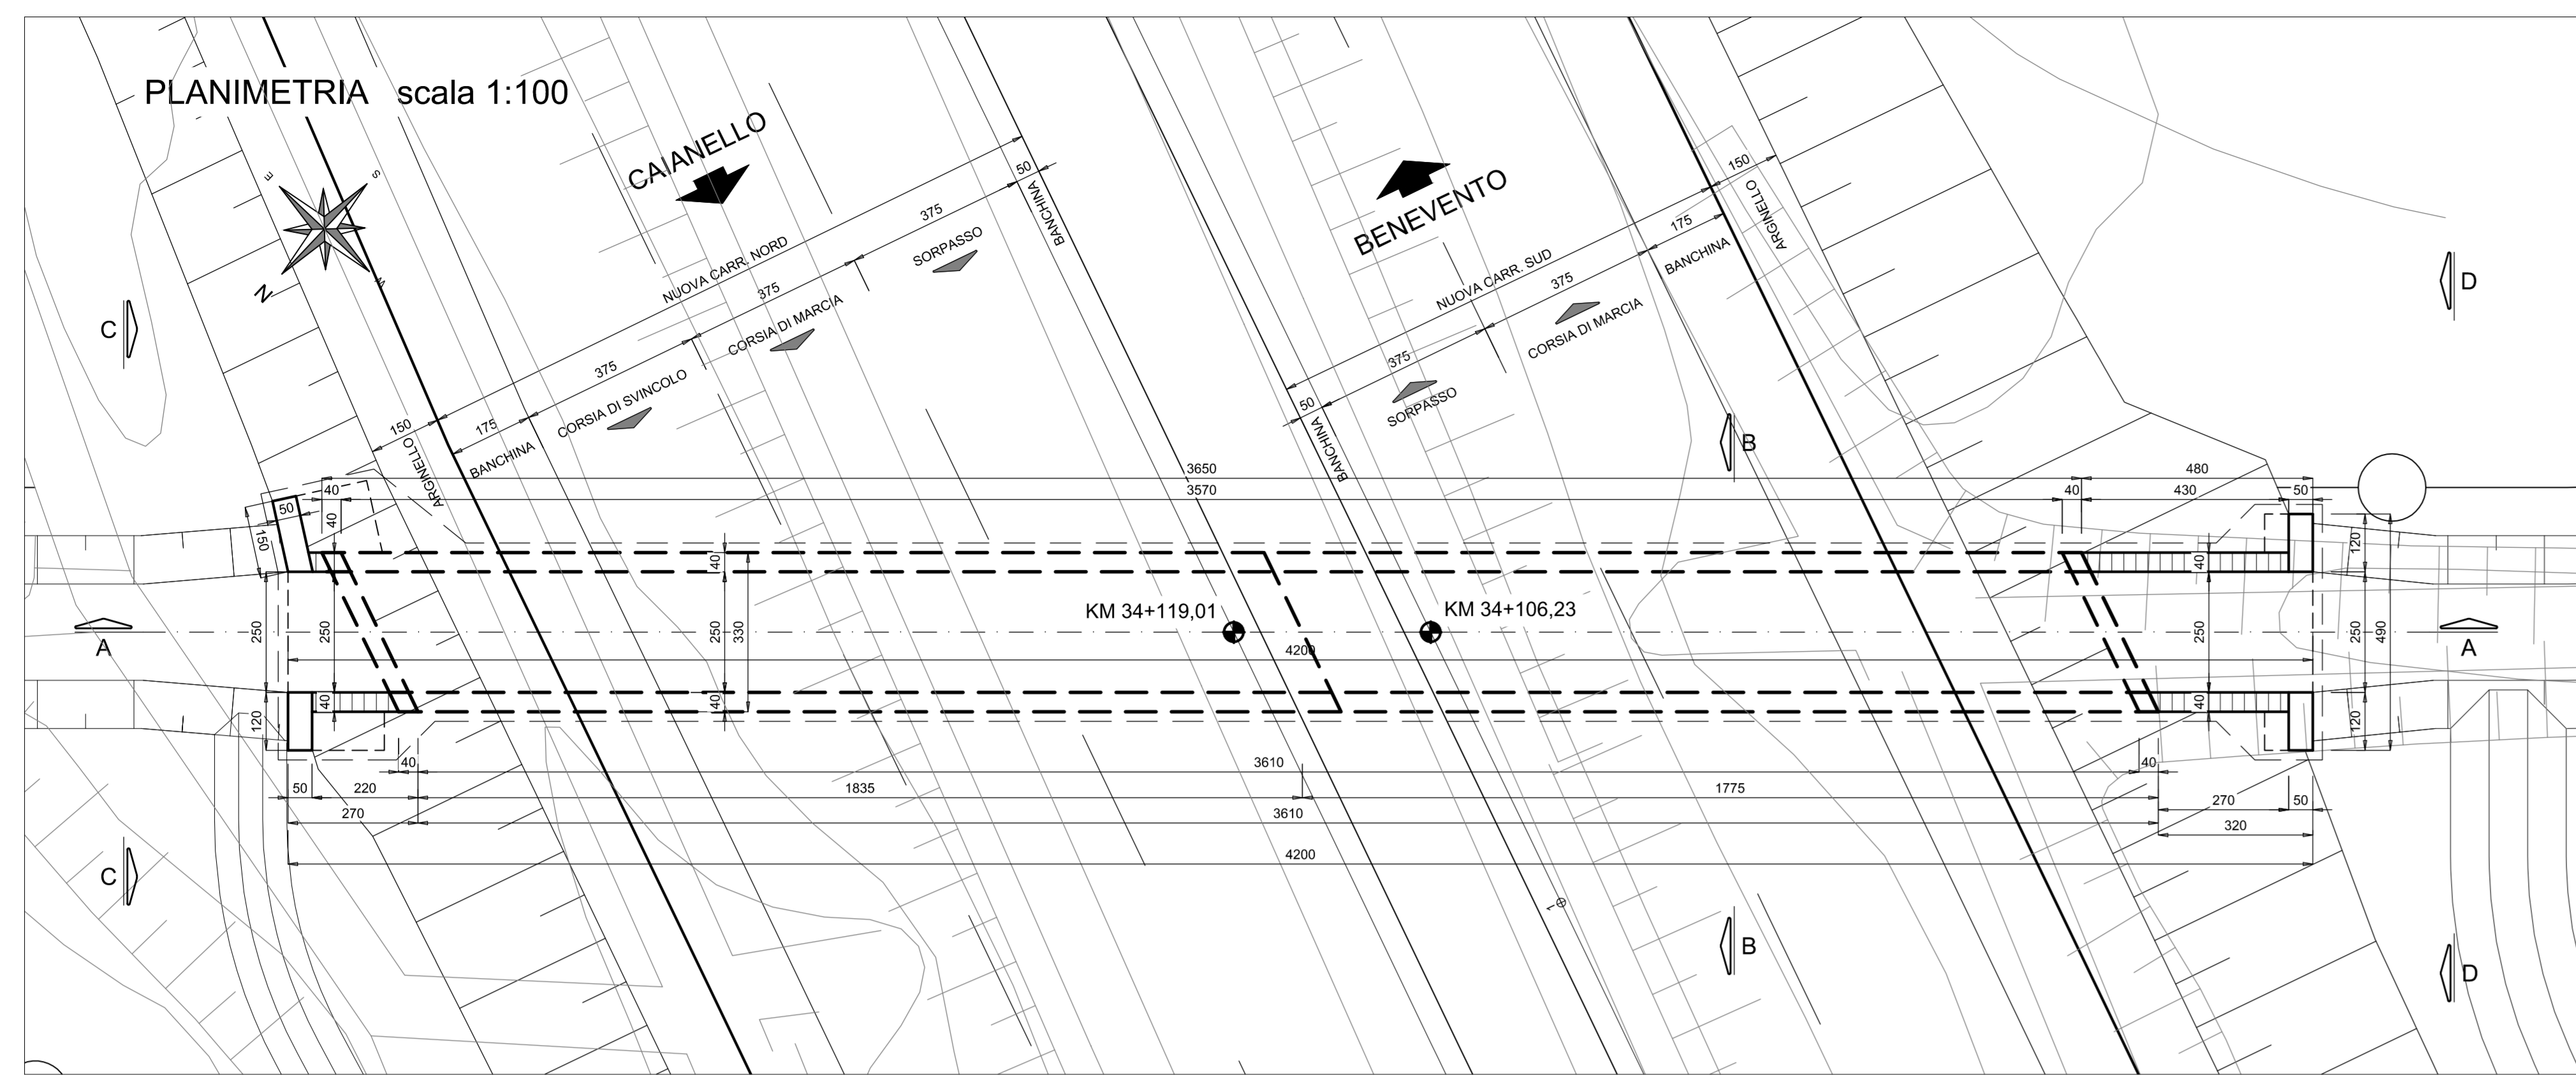 PLANIMETRIA scala 1:100
CAIANELLO
BENEVENTO
E
S
N
W
NUOVA CARR. NORD
375
SORPASSO
50
BANCHINA
375
CORSIA DI MARCIA
375
CORSIA DI SVINCOLO
175
BANCHINA
150
ARGINELLO
NUOVA CARR. SUD
50
BANCHINA
375
SORPASSO
375
CORSIA DI MARCIA
175
BANCHINA
150
ARGINELLO
C
D
B
3650
480
40
3570
40
430
50
50
40
150
40
40
120
KM 34+119,01
KM 34+106,23
A
250
250
250
330
250
250
490
A
4200
120
40
40
40
120
40
3610
40
50
220
1835
1775
270
50
270
3610
320
4200
C
B
D
1